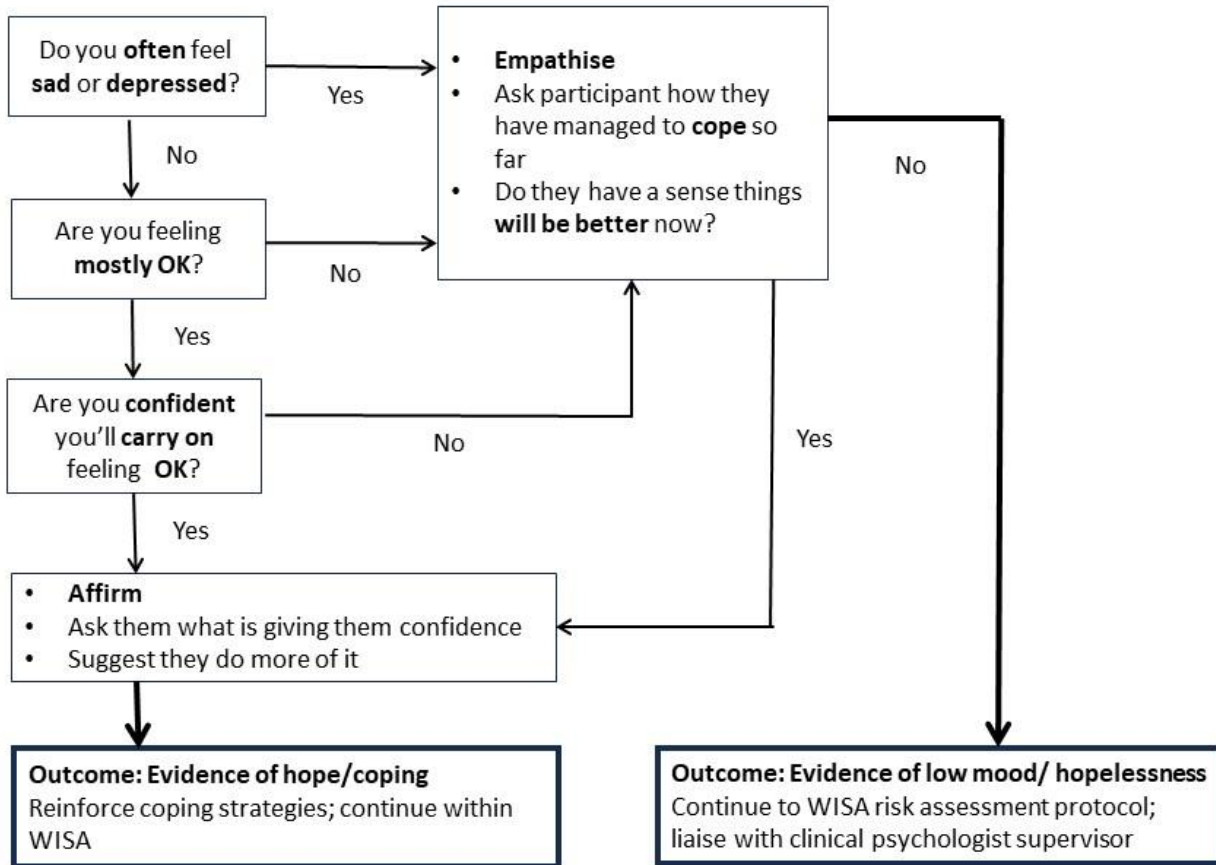 Do you often feel
sad or depressed?
Yes
No
• Empathise
• Ask participant how they
have managed to cope so
far
• Do they have a sense things
will be better now?
No
Are you feeling
mostly OK?
No
Yes
Are you confident
you'll carry on
feeling OK?
No
Yes
Yes
• Affirm
• Ask them what is giving them confidence
• Suggest they do more of it
Outcome: Evidence of hope/coping
Reinforce coping strategies; continue within
WISA
Outcome: Evidence of low mood/ hopelessness
Continue to WISA risk assessment protocol;
liaise with clinical psychologist supervisor